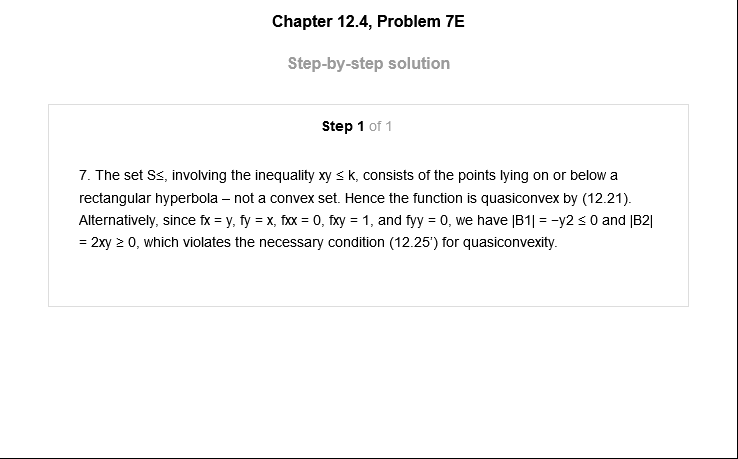 Chapter 12.4, Problem 7E
Step-by-step solution
Step 1 of 1
7. The set S≤, involving the inequality xy ≤ k, consists of the points lying on or below a
rectangular hyperbola – not a convex set. Hence the function is quasiconvex by (12.21).
Alternatively, since fx = y, fy = x, fxx = 0, fxy = 1, and fyy = 0, we have |B1| = −y2 ≤ 0 and |B2|
= 2xy ≥ 0, which violates the necessary condition (12.25′) for quasiconvexity.